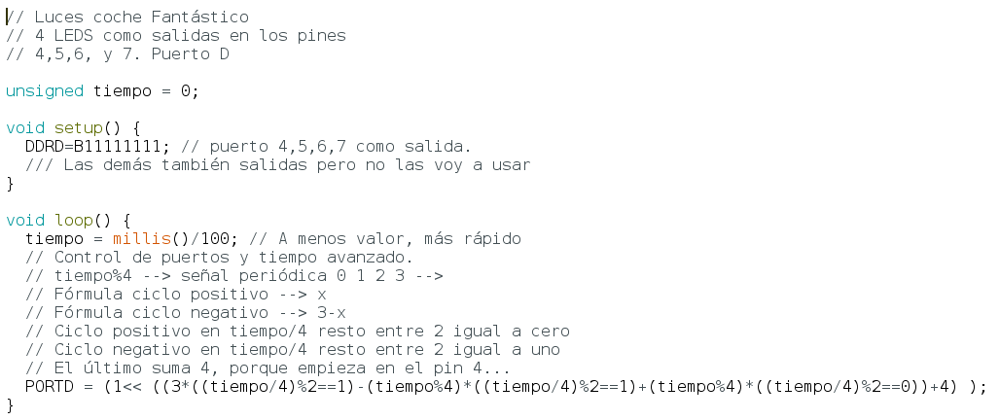 // Luces coche Fantástico
// 4 LEDS como salidas en los pines
// 4,5,6, y 7. Puerto D
unsigned tiempo = 0;
void setup() {
DDRD=B11111111; // puerto 4,5,6,7 como salida.
/// Las demás también salidas pero no las voy a usar
}
void loop() {
tiempo = millis()/100; // A menos valor, más rápido
// Control de puertos y tiempo avanzado.
// tiempo%4 --> señal periódica 0 1 2 3 -->
// Fórmula ciclo positivo --> x
// Fórmula ciclo negativo --> 3-x
// Ciclo positivo en tiempo/4 resto entre 2 igual a cero
// Ciclo negativo en tiempo/4 resto entre 2 igual a uno
// El último suma 4, porque empieza en el pin 4...
PORTD = (1<< ((3*((tiempo/4)%2==1)-(tiempo%4)*((tiempo/4)%2==1)+(tiempo%4)*((tiempo/4)%2==0))+4) );
}